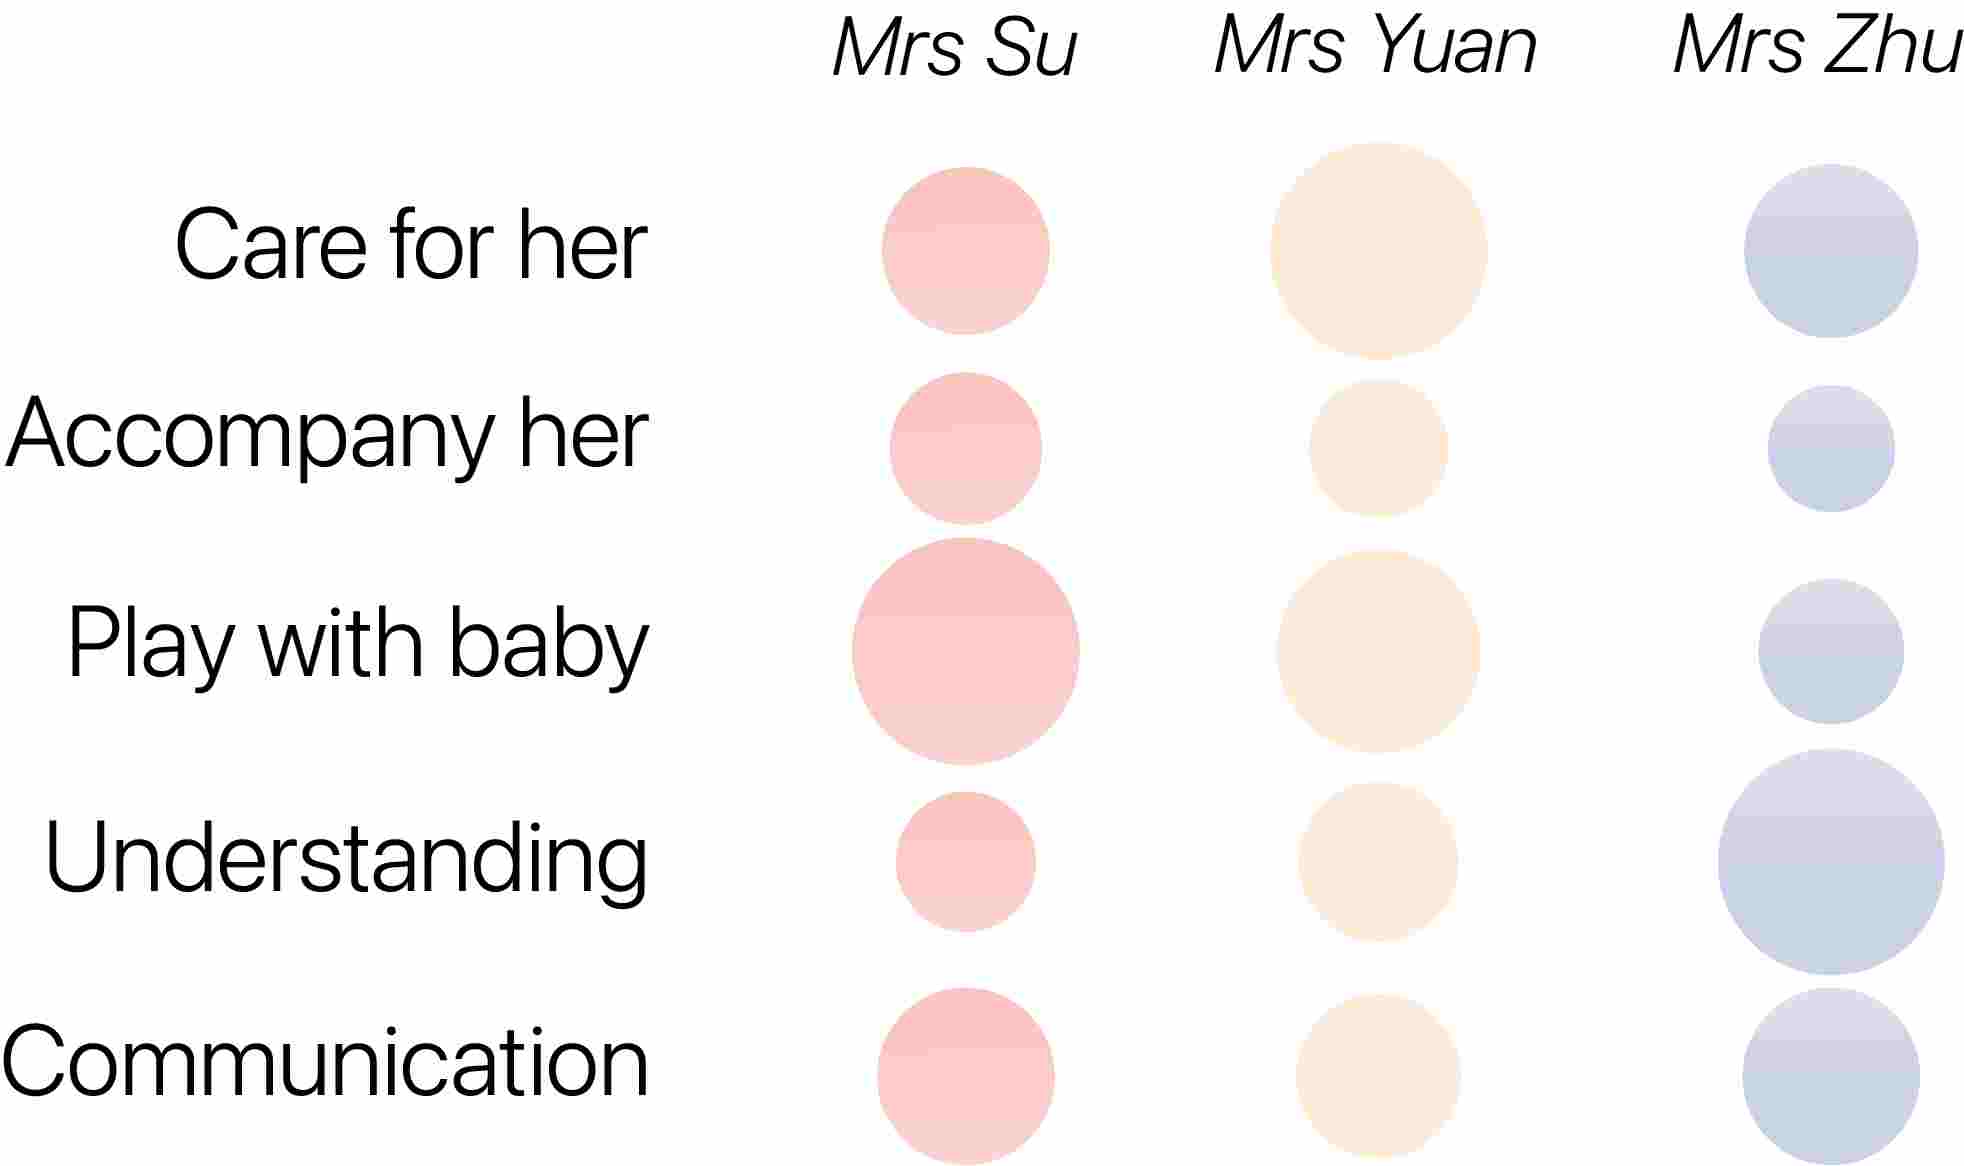 Mrs Su Mrs Yuan Mrs Zhu
Care for her
Accompany her
Play with baby
Understanding
Communication